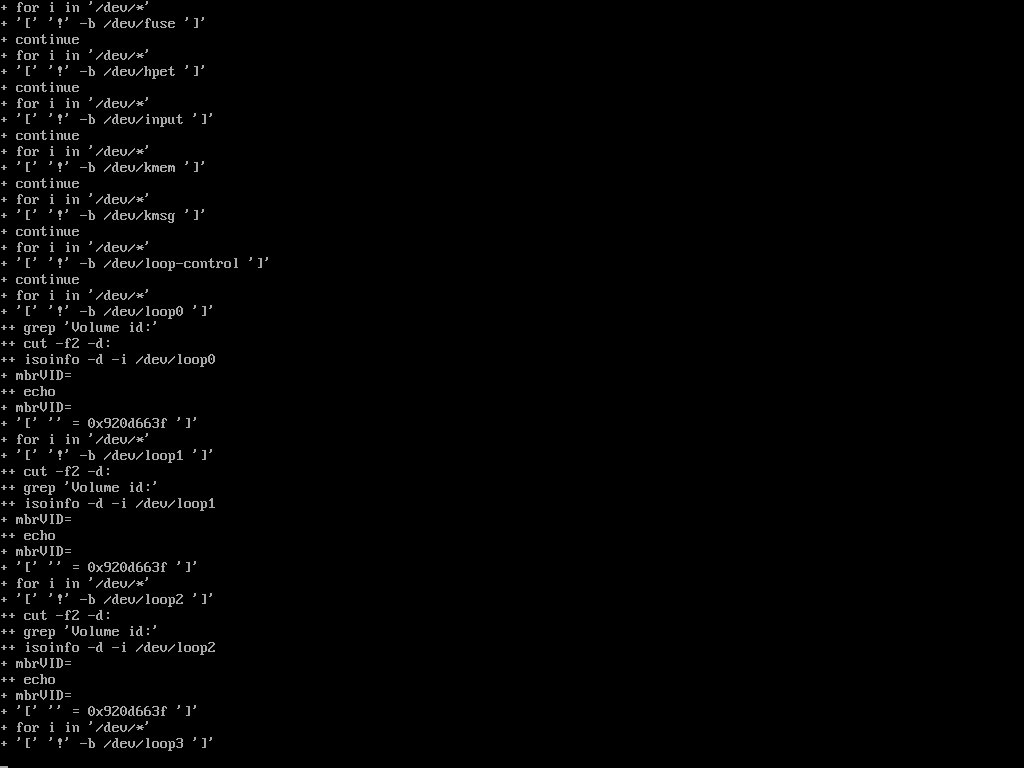 + for i in '/dev/*'
+ '[' '!' -b /dev/fuse ']'
+ continue
+ for i in '/dev/*'
+ '[' '!' -b /dev/hpet ']'
+ continue
+ for i in '/dev/*'
+ '[' '!' -b /dev/input ']'
+ continue
+ for i in '/dev/*'
+ '[' '!' -b /dev/kmem ']'
+ continue
+ for i in '/dev/*'
+ '[' '!' -b /dev/kmsg ']'
+ continue
+ for i in '/dev/*'
+ '[' '!' -b /dev/loop-control ']'
+ continue
+ for i in '/dev/*'
+ '[' '!' -b /dev/loop0 ']'
++ grep 'Volume id:'
++ cut -f2 -d:
++ isoinfo -d -i /dev/loop0
+ mbrVID=
++ echo
+ mbrVID=
+ '[' '' = 0x920d663f ']'
+ for i in '/dev/*'
+ '[' '!' -b /dev/loop1 ']'
++ cut -f2 -d:
++ grep 'Volume id:'
++ isoinfo -d -i /dev/loop1
+ mbrVID=
++ echo
+ mbrVID=
+ '[' '' = 0x920d663f ']'
+ for i in '/dev/*'
+ '[' '!' -b /dev/loop2 ']'
++ cut -f2 -d:
++ grep 'Volume id:'
++ isoinfo -d -i /dev/loop2
+ mbrVID=
++ echo
+ mbrVID=
+ '[' '' = 0x920d663f ']'
+ for i in '/dev/*'
+ '[' '!' -b /dev/loop3 ']'